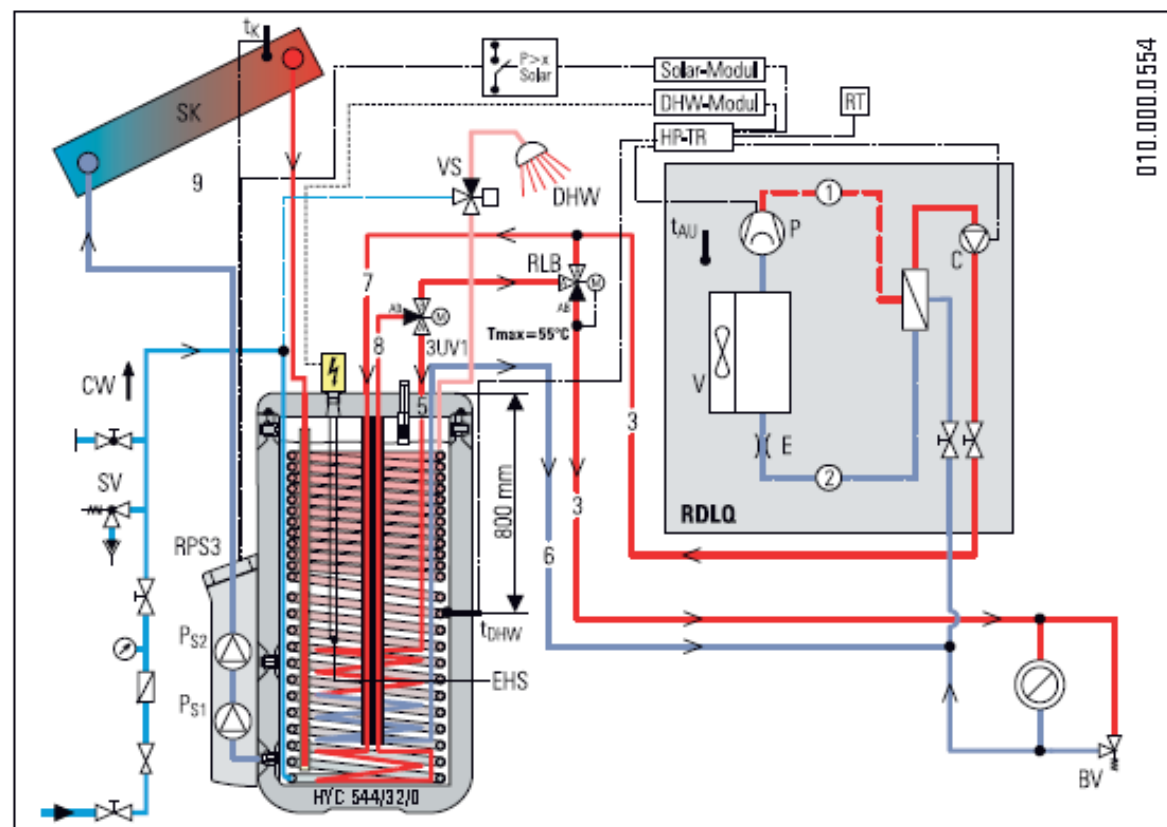 010.000.0554
tK
P>x
Solar
Solar-Modul
DHW-Modul
RT
HP-TR
SK
9
VS
DHW
1
P
tAU
C
RLB
A
M
AB
7
AB
M
Tmax=55°C
8
3UV1
V
CW
5
3
E
2
SV
800 mm
3
RDLQ
RPS3
6
tDHW
PS2
EHS
PS1
BV
HYC 544/32/0